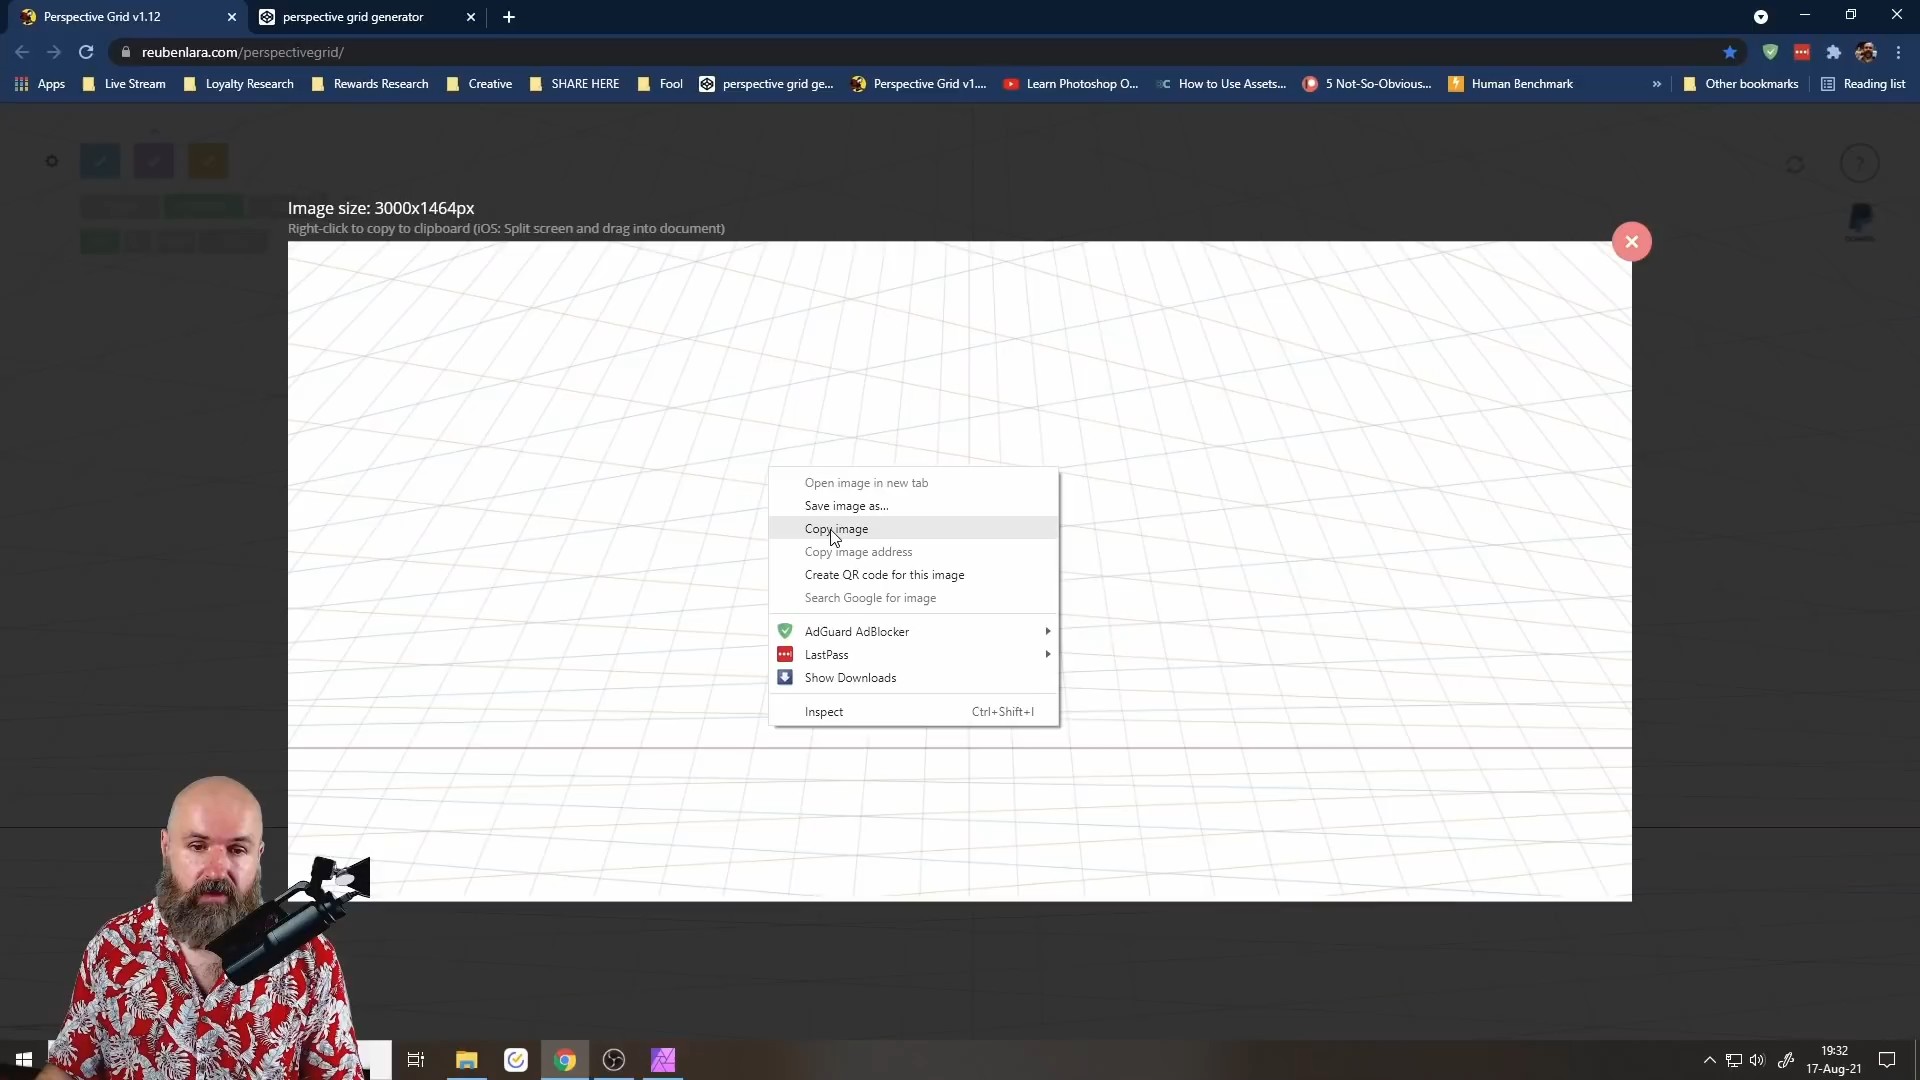 Perspective Grid v1.12
perspective grid generator
reubenlara.com/perspectivegrid/
Apps
Live Stream
Loyalty Research
Rewards Research
Creative
SHARE HERE
Fool
perspective grid ge...
Perspective Grid v1....
Learn Photoshop O...
How to Use Assets...
5 Not-So-Obvious...
Human Benchmark
»
Other bookmarks
Reading list
?
Image size: 3000x1464px
Right-click to copy to clipboard (iOS: Split screen and drag into document)
Open image in new tab
Save image as...
Copy image
Copy image address
Create QR code for this image
Search Google for image
AdGuard AdBlocker
LastPass
Show Downloads
Inspect Ctrl+Shift+I
19:32
17-Aug-21